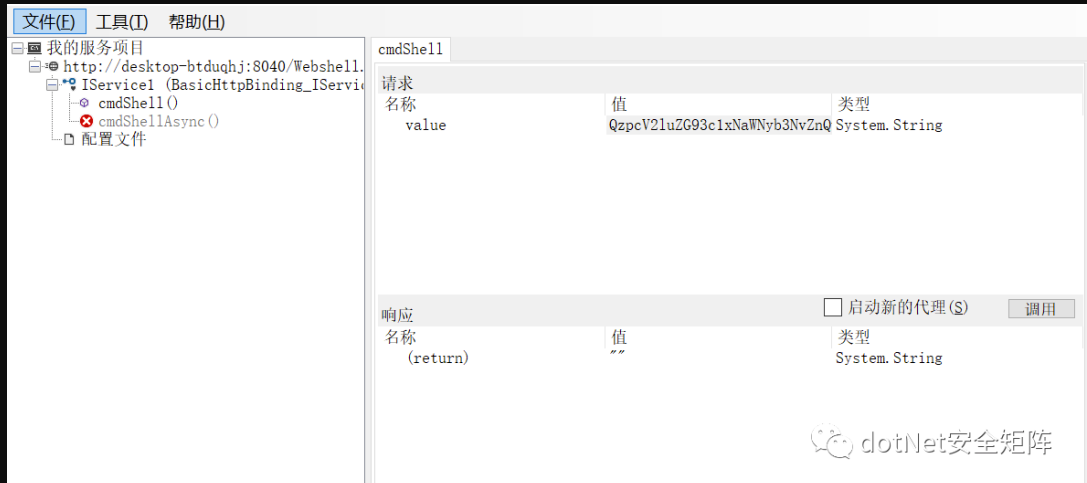 文件(F) 工具(T) 帮助(H)
我的服务项目
http://desktop-btduqhj:8040/Webshell.
IService1 (BasicHttpBinding_IServic
cmdShell()
cmdShellAsync()
配置文件
cmdShell
请求
名称 值 类型
value QzpcV2luZG93c1xNaWNyb3NvZnQ System.String
响应 启动新的代理(S) 调用
名称 值 类型
(return) "" System.String
dotNet安全矩阵